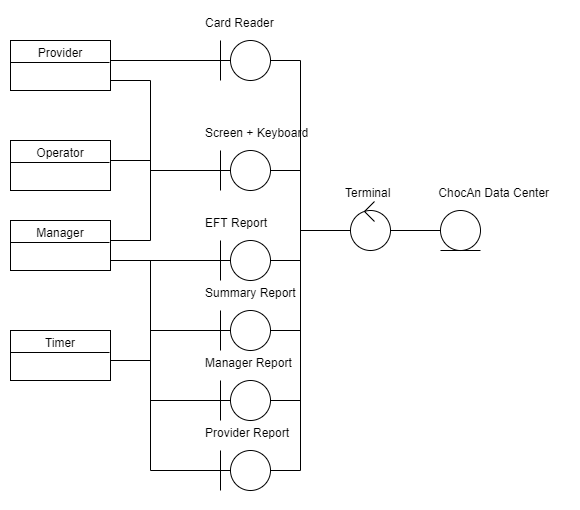 Card Reader
Provider
Screen + Keyboard
Operator
Terminal
ChocAn Data Center
EFT Report
Manager
Summary Report
Timer
Manager Report
Provider Report